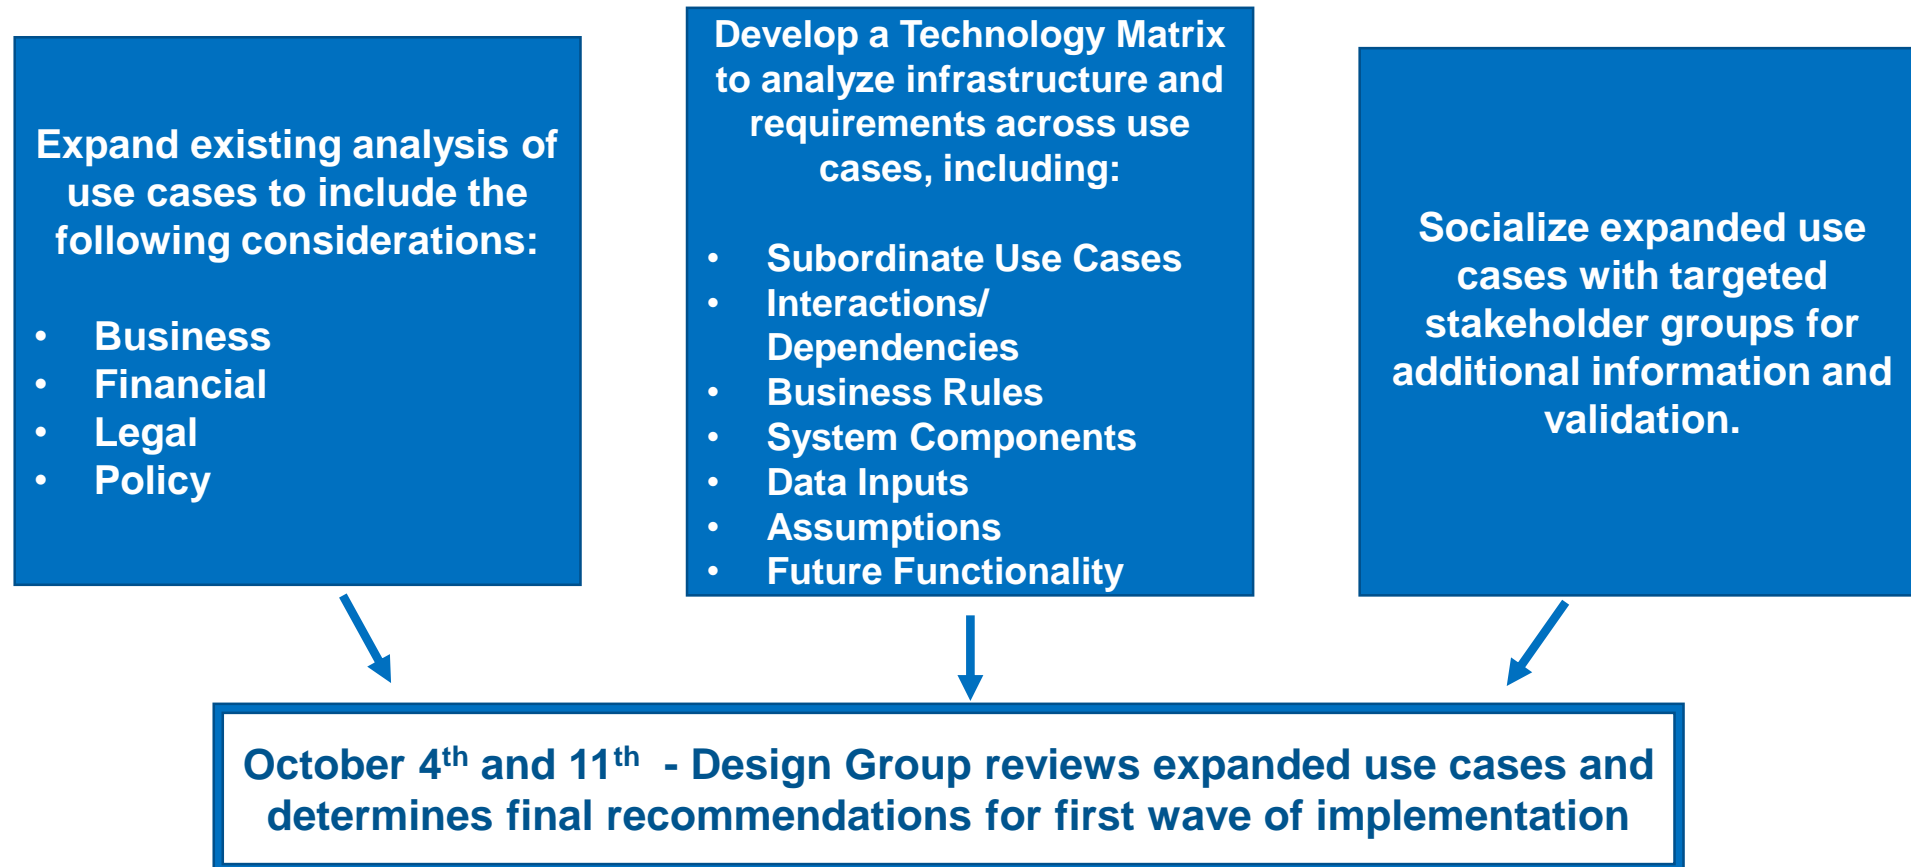 Expand existing analysis of
use cases to include the
following considerations:
• Business
• Financial
• Legal
• Policy
Develop a Technology Matrix
to analyze infrastructure and
requirements across use
cases, including:
• Subordinate Use Cases
• Interactions/
Dependencies
• Business Rules
• System Components
• Data Inputs
• Assumptions
• Future Functionality
Socialize expanded use
cases with targeted
stakeholder groups for
additional information and
validation.
October 4th and 11th - Design Group reviews expanded use cases and
determines final recommendations for first wave of implementation